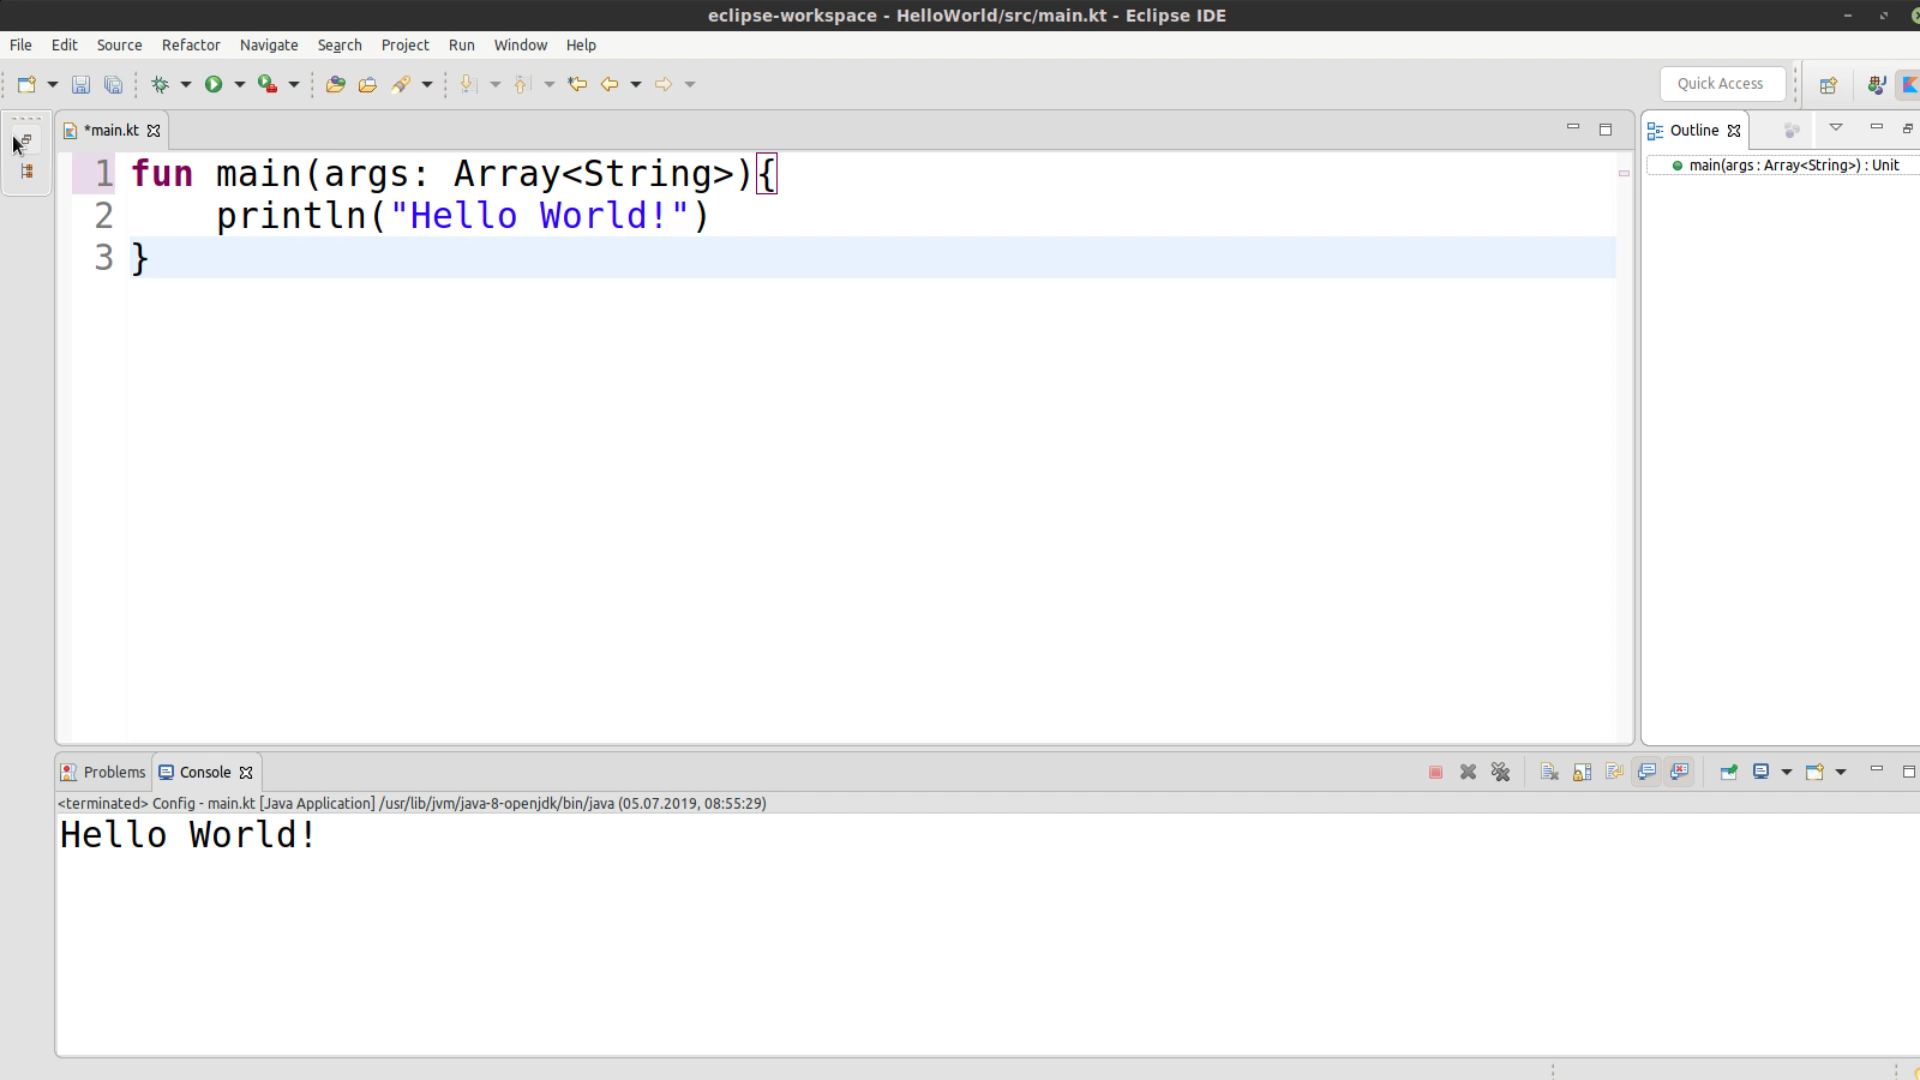 eclipse-workspace - HelloWorld/src/main.kt - Eclipse IDE
File Edit Source Refactor Navigate Search Project Run Window Help
Quick Access
*main.kt
Outline
1 fun main(args: Array<String>){
2     println("Hello World!")
3 }
main(args : Array<String>) : Unit
Problems Console
<terminated> Config - main.kt [Java Application] /usr/lib/jvm/java-8-openjdk/bin/java (05.07.2019, 08:55:29)
Hello World!